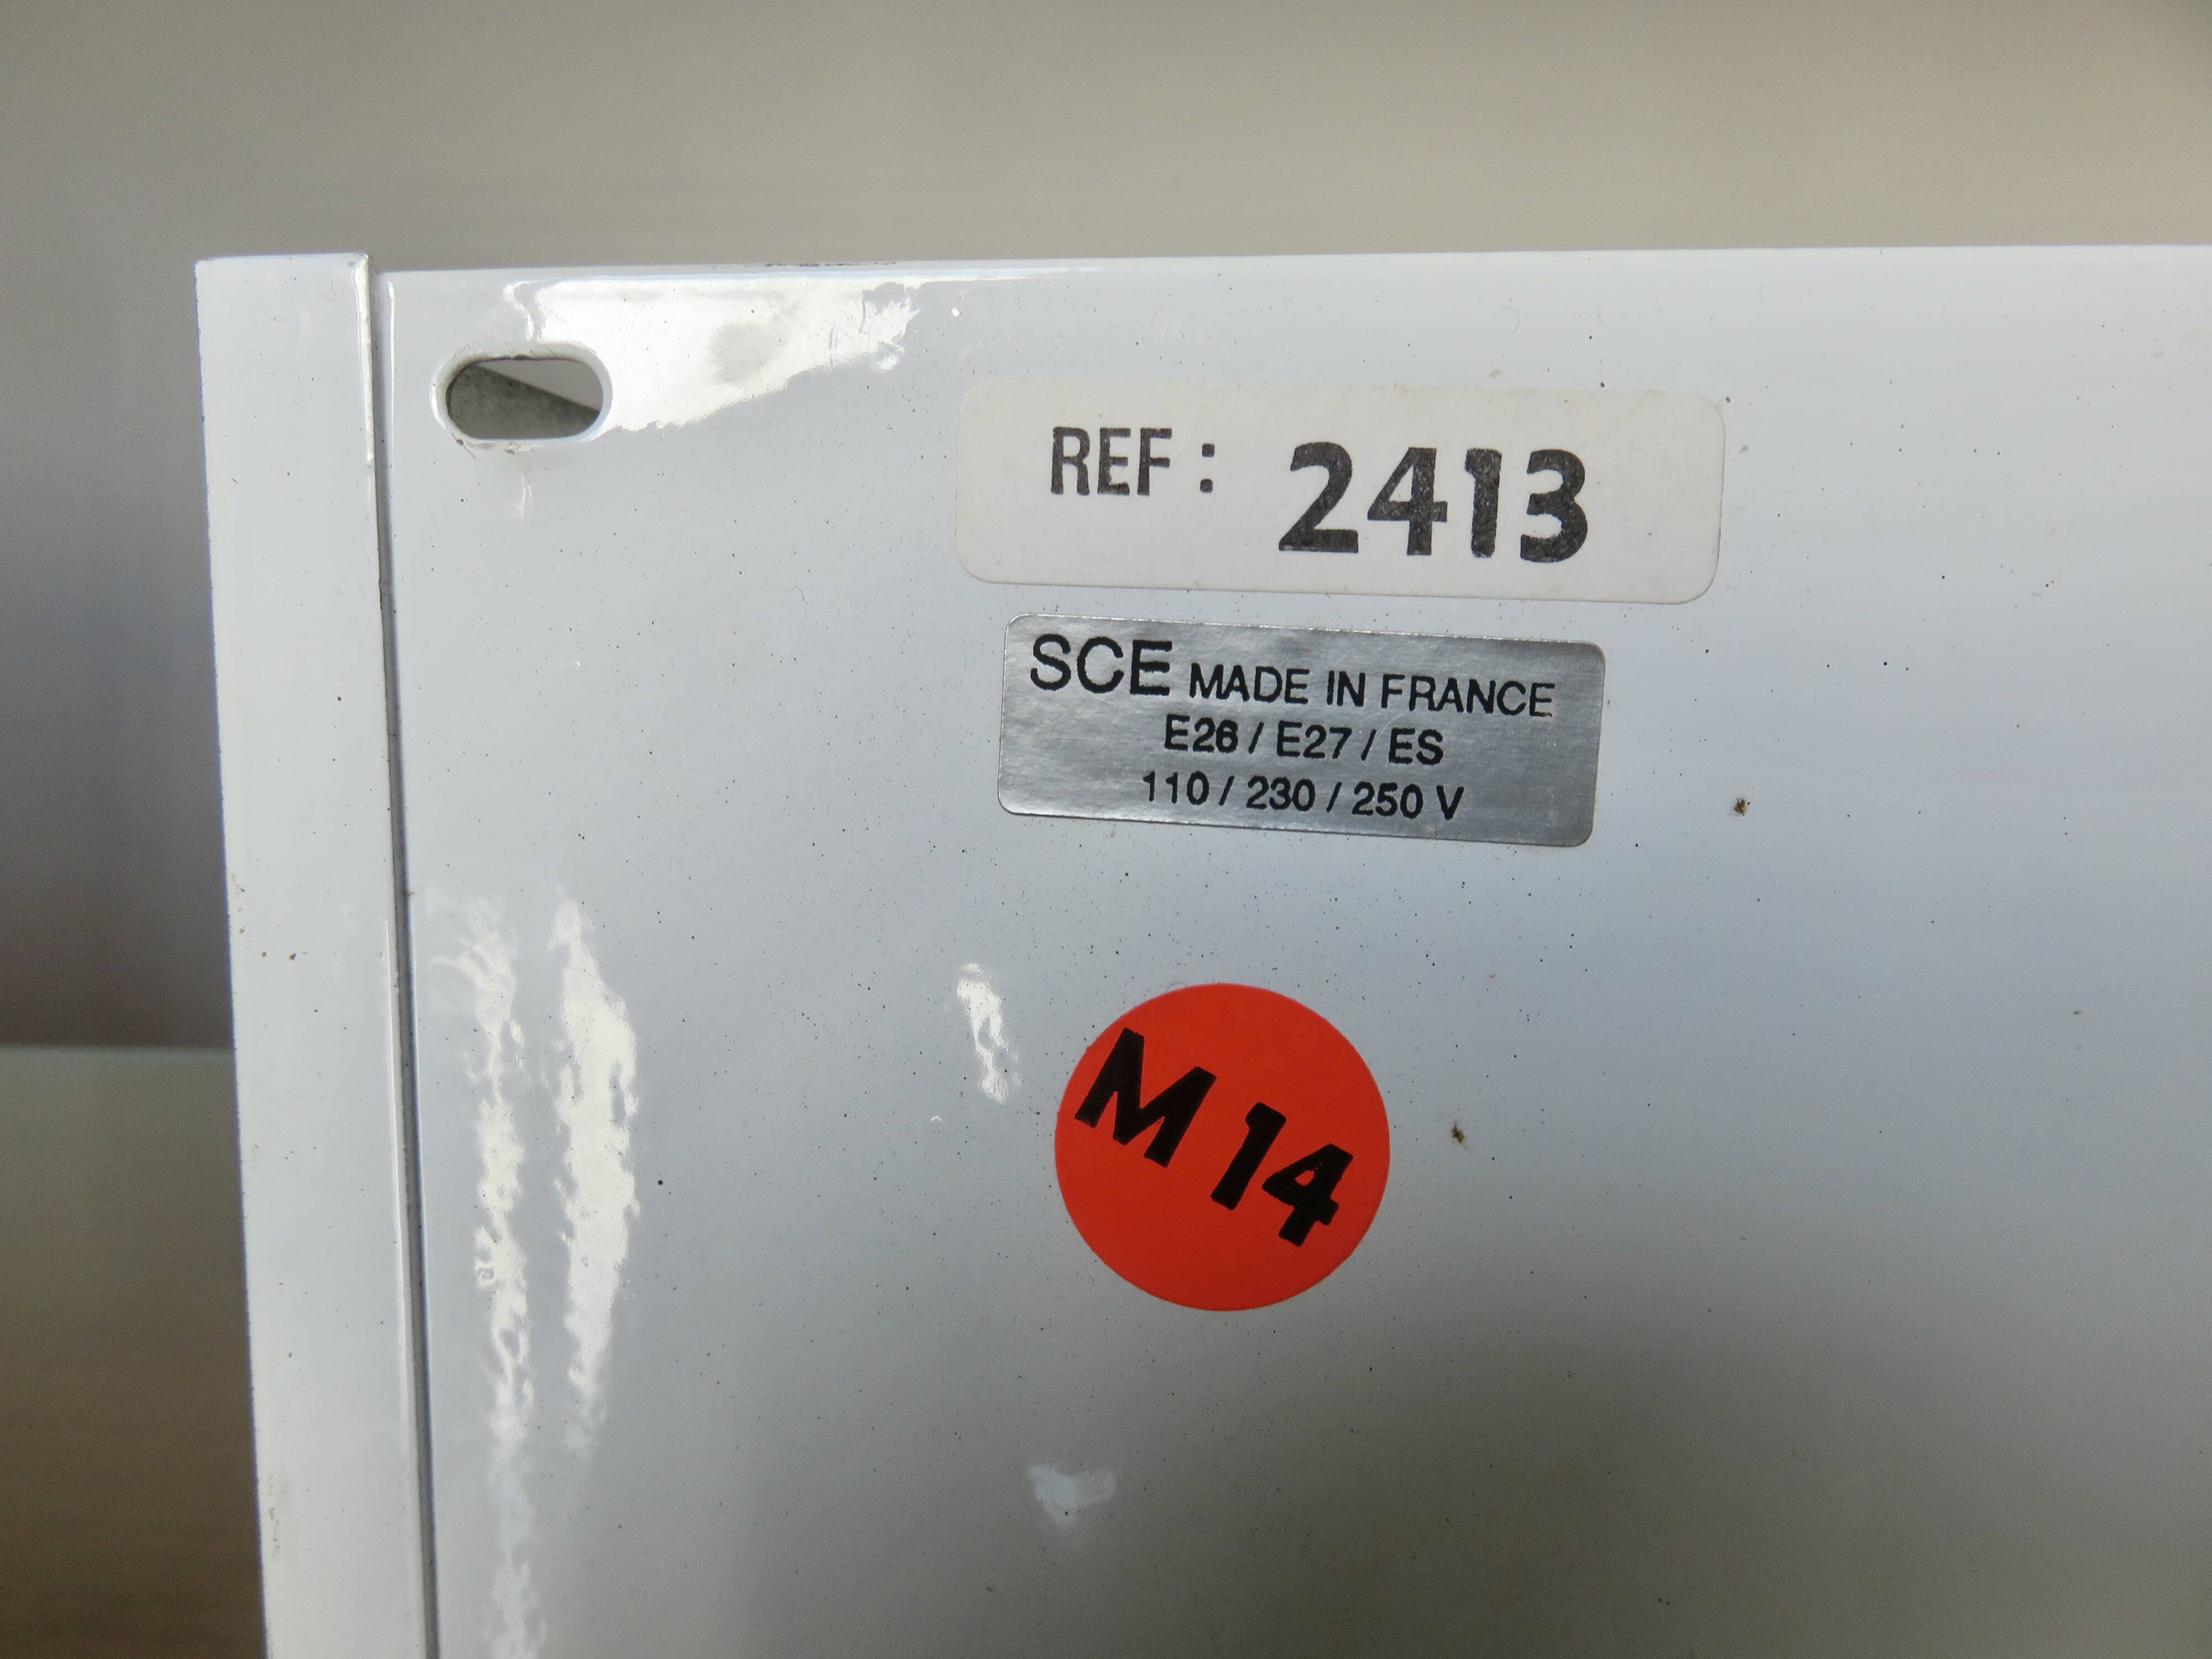 REF : 2413
SCE MADE IN FRANCE
E26 / E27 / ES
110 / 230 / 250 V
M 14